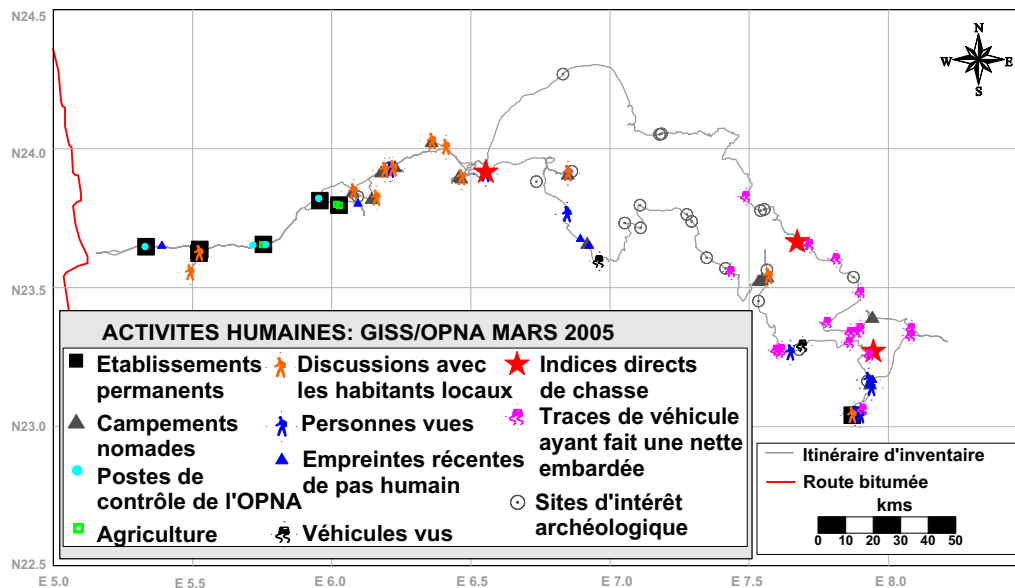 N24.5
N
W E
S
N24.0
N23.5
N23.0
N22.5
ACTIVITES HUMAINES: GISS/OPNA MARS 2005
Etablissements
permanents
Campements
nomades
Postes de
contrôle de l'OPNA
Agriculture
Discussions avec
les habitants locaux
Personnes vues
Empreintes récentes
de pas humain
Véhicules vus
Indices directs
de chasse
Traces de véhicule
ayant fait une nette
embardée
Sites d'intérêt
archéologique
Itinéraire d'inventaire
Route bitumée
kms
0 10 20 30 40 50
E 5.0 E 5.5 E 6.0 E 6.5 E 7.0 E 7.5 E 8.0